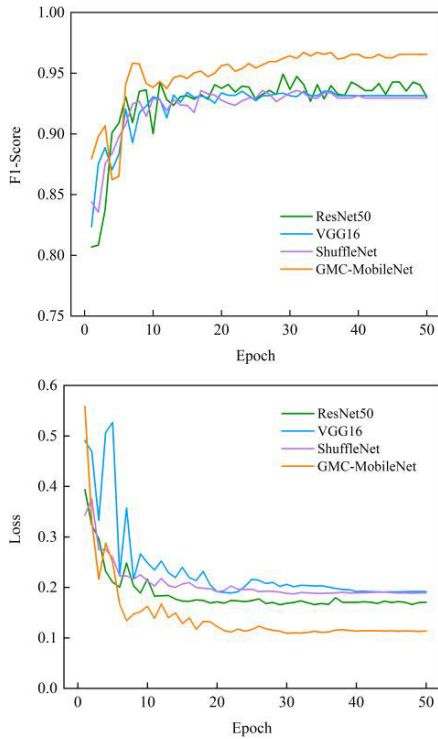 1.00
0.95
0.90
0.85
0.80
0.75
F1-Score
ResNet50
VGG16
ShuffleNet
GMC-MobileNet
0 10 20 30 40 50
Epoch
0.6
0.5
0.4
0.3
0.2
0.1
0.0
Loss
ResNet50
VGG16
ShuffleNet
GMC-MobileNet
0 10 20 30 40 50
Epoch